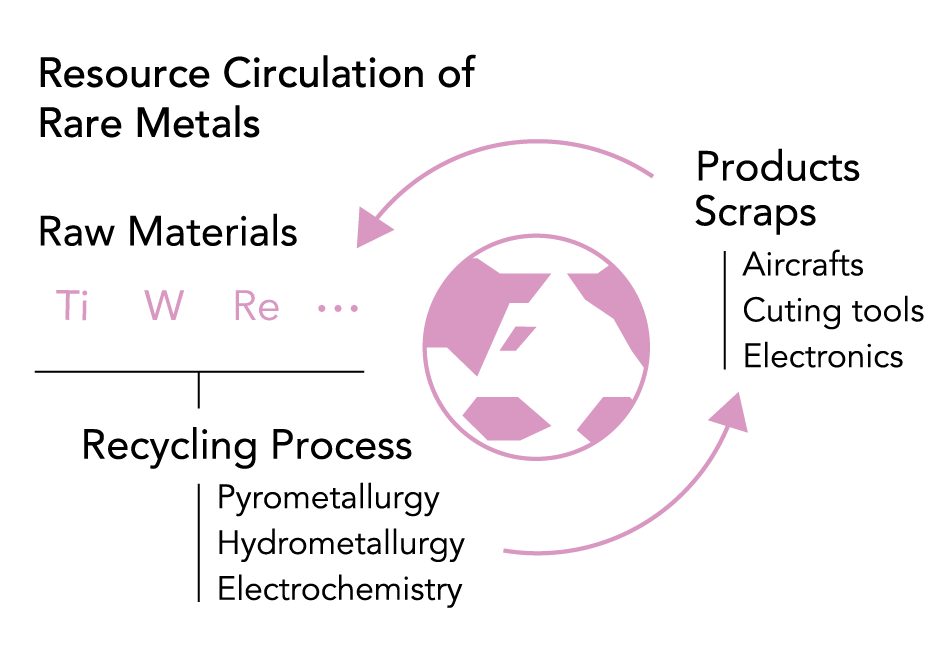 Resource Circulation of
Rare Metals
Raw Materials
Ti W Re ···
Recycling Process
Pyrometallurgy
Hydrometallurgy
Electrochemistry
Products
Scraps
Aircrafts
Cuting tools
Electronics